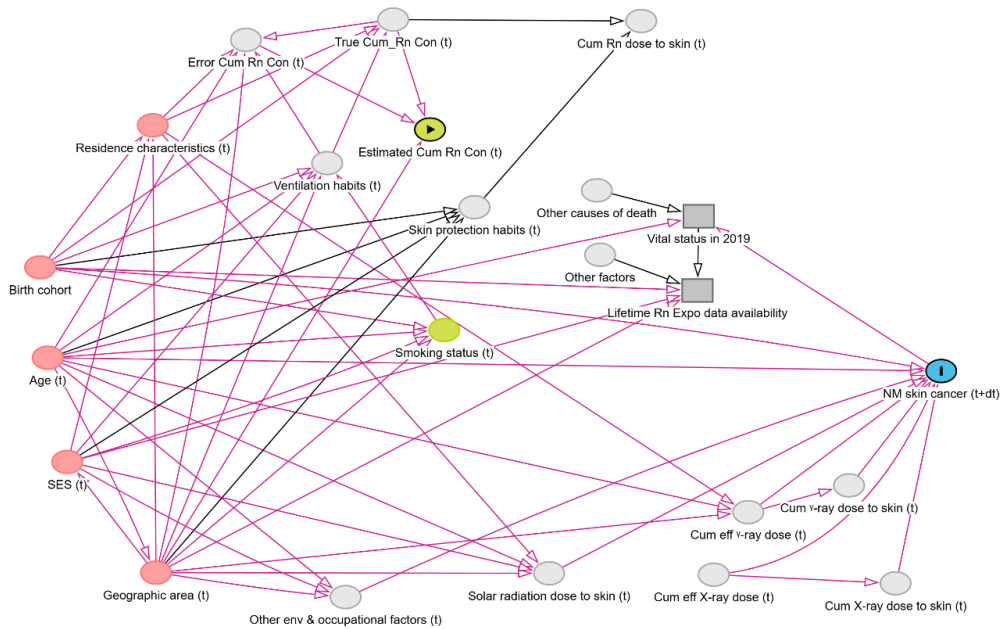 True Cum_Rn Con (t)
Cum Rn dose to skin (t)
Error Cum Rn Con (t)
Residence characteristics (t)
Estimated Cum Rn Con (t)
Ventilation habits (t)
Other causes of death
Skin protection habits (t)
Vital status in 2019
Other factors
Birth cohort
Lifetime Rn Expo data availability
Smoking status (t)
Age (t)
NM skin cancer (t+dt)
SES (t)
Cum γ-ray dose to skin (t)
Cum eff γ-ray dose (t)
Geographic area (t)
Solar radiation dose to skin (t)
Cum eff X-ray dose (t)
Cum X-ray dose to skin (t)
Other env & occupational factors (t)